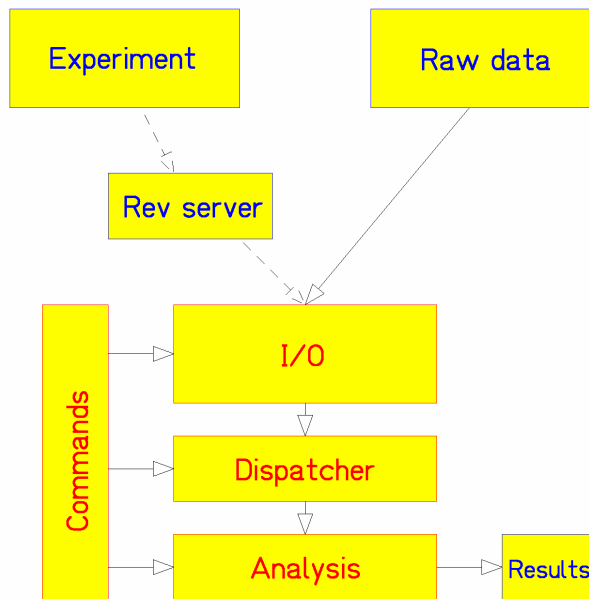 Experiment
Raw data
Rev server
I/O
Commands
Dispatcher
Analysis
Results